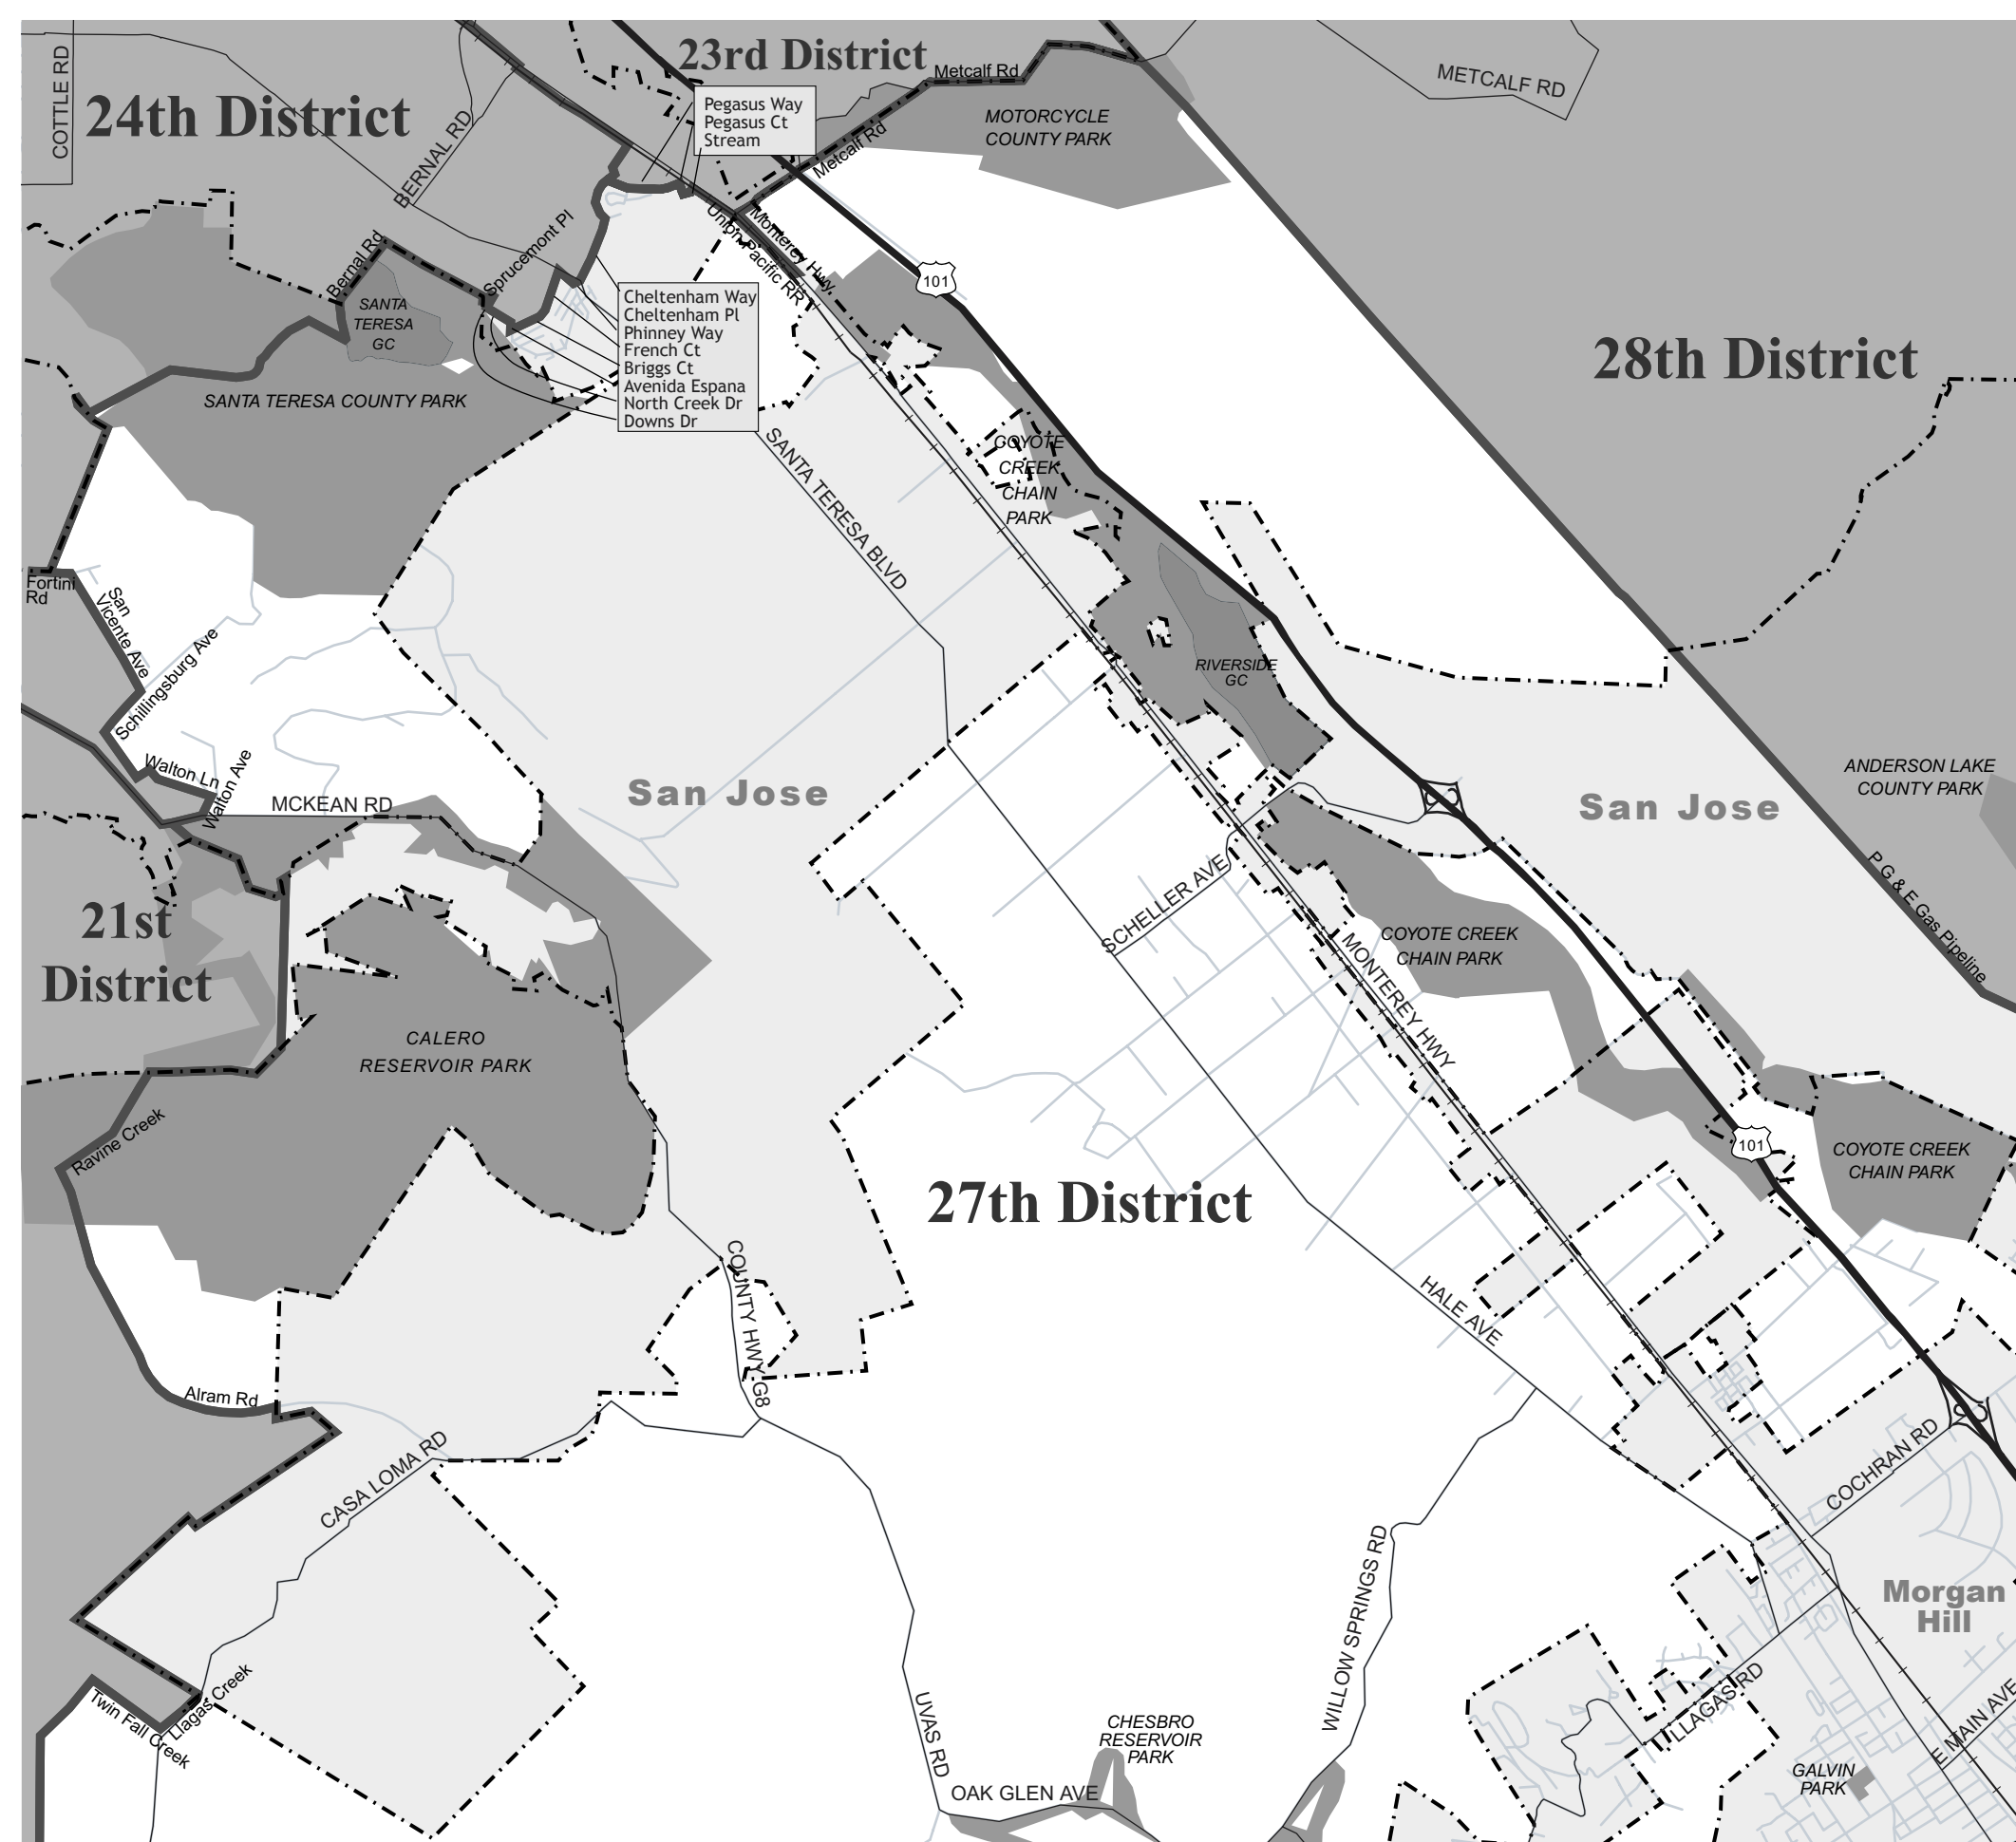 23rd District
Metcalf Rd
COTTLE RD
24th District
BERNAL RD
Pegasus Way
Pegasus Ct
Stream
Metcalf Rd
MOTORCYCLE
COUNTY PARK
METCALF RD
Bernal Rd
Sprucemont Pl
Union Pacific RR
Monterey Hwy
101
SANTA
TERESA
GC
Cheltenham Way
Cheltenham Pl
Phinney Way
French Ct
Briggs Ct
Avenida Espana
North Creek Dr
Downs Dr
28th District
SANTA TERESA COUNTY PARK
SANTA TERESA BLVD
COYOTE
CREEK
CHAIN
PARK
Fortini
Rd
San
Vicente Ave
Schillingsburg Ave
RIVERSIDE
GC
Walton Ln
Walton Ave
MCKEAN RD
San Jose
San Jose
ANDERSON LAKE
COUNTY PARK
P G & E Gas Pipeline
21st
District
SCHELLER AVE
COYOTE CREEK
CHAIN PARK
MONTEREY HWY
CALERO
RESERVOIR PARK
Ravine Creek
101
COYOTE CREEK
CHAIN PARK
27th District
COUNTY HWY G8
HALE AVE
Alram Rd
CASA LOMA RD
COCHRAN RD
WILLOW SPRINGS RD
Morgan
Hill
Twin Fall Creek
Llagas Creek
UVAS RD
LLAGAS RD
E MAIN AVE
CHESBRO
RESERVOIR
PARK
OAK GLEN AVE
GALVIN
PARK